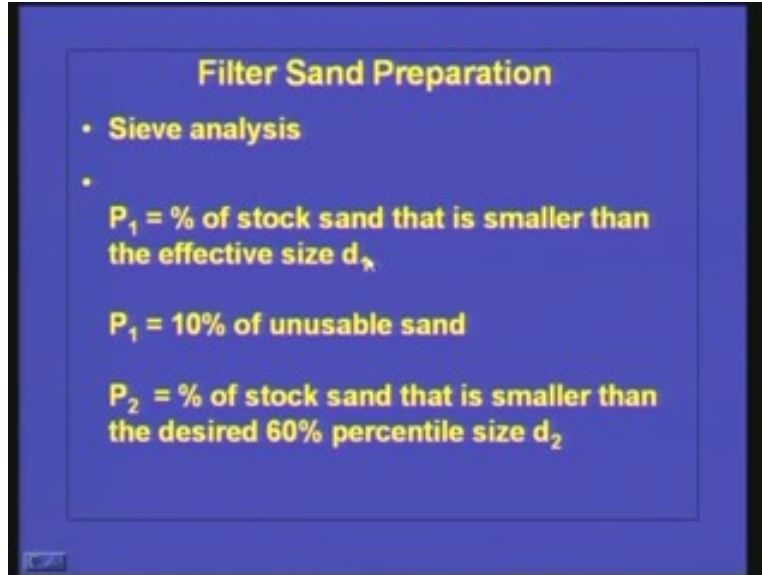 Filter Sand Preparation
• Sieve analysis
•
P₁ = % of stock sand that is smaller than
the effective size d₁
P₁ = 10% of unusable sand
P₂ = % of stock sand that is smaller than
the desired 60% percentile size d₂